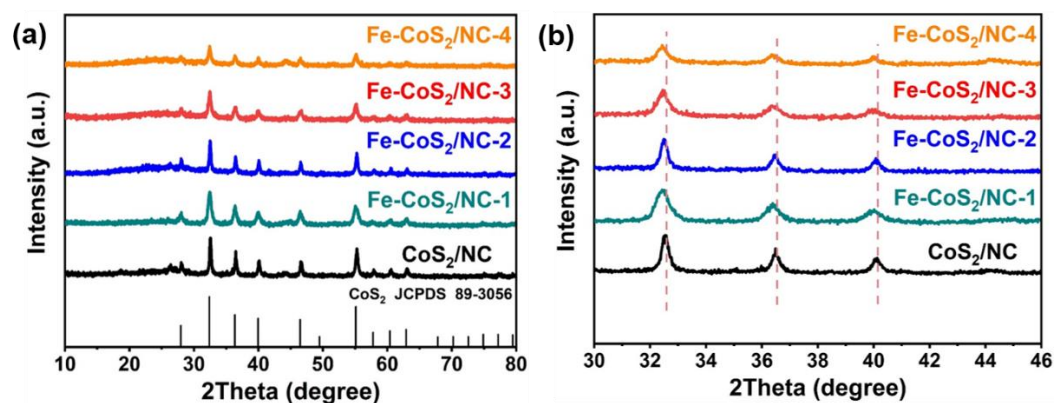 (a)
Fe-CoS₂/NC-4
Fe-CoS₂/NC-3
Fe-CoS₂/NC-2
Fe-CoS₂/NC-1
CoS₂/NC
CoS₂ JCPDS 89-3056
Intensity (a.u.)
10 20 30 40 50 60 70 80
2Theta (degree)
(b)
Fe-CoS₂/NC-4
Fe-CoS₂/NC-3
Fe-CoS₂/NC-2
Fe-CoS₂/NC-1
CoS₂/NC
Intensity (a.u.)
30 32 34 36 38 40 42 44 46
2Theta (degree)